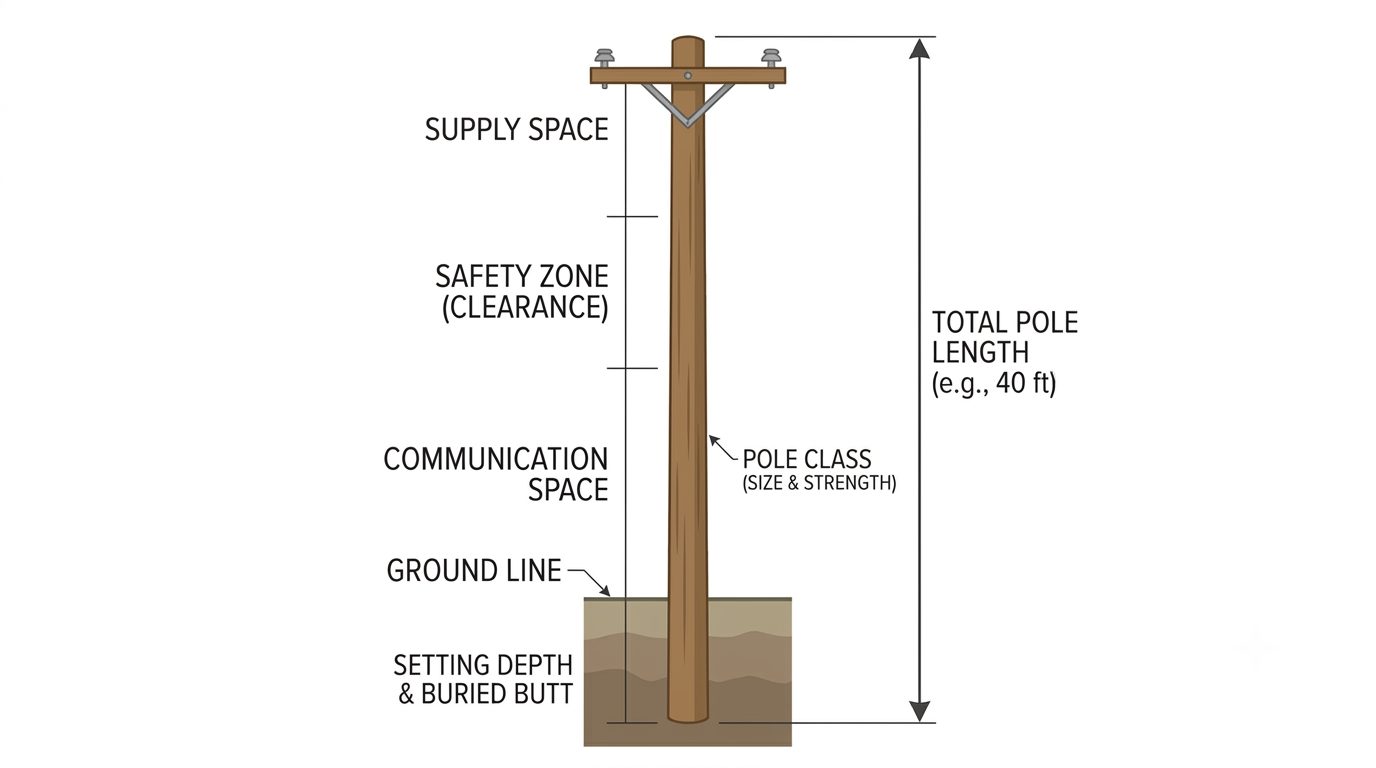 SUPPLY SPACE
SAFETY ZONE
(CLEARANCE)
TOTAL POLE
LENGTH
(e.g., 40 ft)
COMMUNICATION
SPACE
POLE CLASS
(SIZE & STRENGTH)
GROUND LINE
SETTING DEPTH
& BURIED BUTT